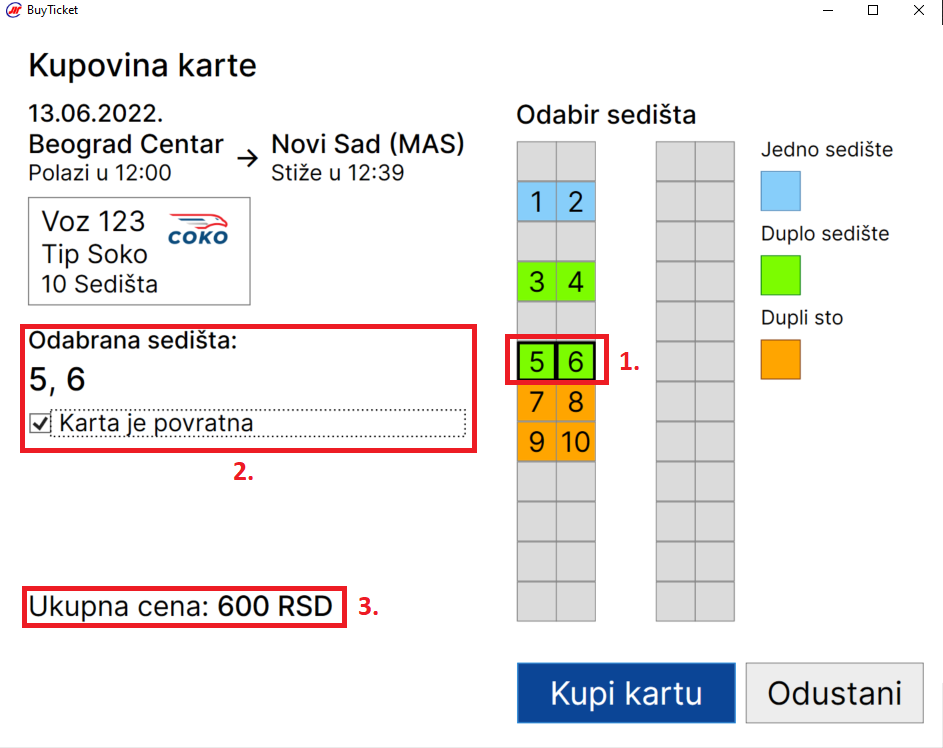 BuyTicket
Kupovina karte
13.06.2022.
Beograd Centar → Novi Sad (MAS)
Polazi u 12:00 Stiže u 12:39
Voz 123
СОКО
Tip Soko
10 Sedišta
Odabrana sedišta:
5, 6
Karta je povratna
2.
Ukupna cena: 600 RSD 3.
Odabir sedišta
1 2
3 4
5 6 1.
7 8
9 10
Jedno sedište
Duplo sedište
Dupli sto
Kupi kartu
Odustani